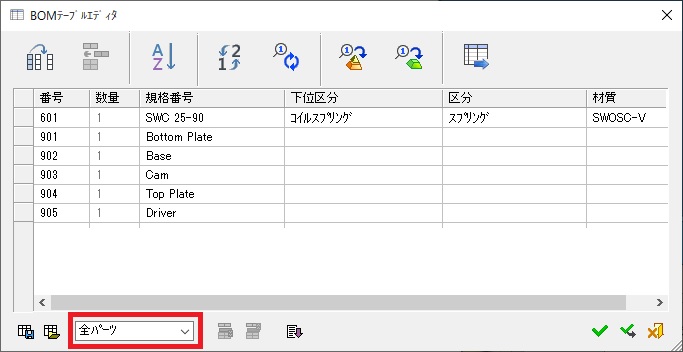 BOMﾃｰﾌﾞﾙｴﾃﾞｨﾀ
番号 数量 規格番号 下位区分 区分 材質
601 1 SWC 25-90 ｺｲﾙｽﾌﾟﾘﾝｸﾞ ｽﾌﾟﾘﾝｸﾞ SWOSC-V
901 1 Bottom Plate
902 1 Base
903 1 Cam
904 1 Top Plate
905 1 Driver
全ﾊﾟｰﾂ